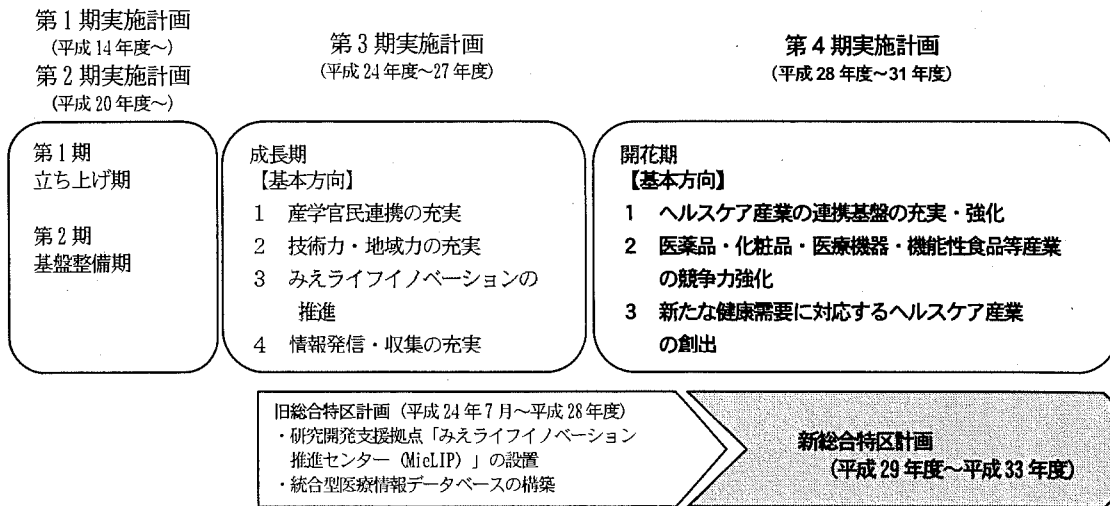 第1期実施計画
(平成14年度～)
第2期実施計画
(平成20年度～)
第1期
立ち上げ期
第2期
基盤整備期
第3期実施計画
(平成24年度～27年度)
成長期
【基本方向】
1 産学官民連携の充実
2 技術力・地域力の充実
3 みえライフイノベーションの
推進
4 情報発信・収集の充実
第4期実施計画
(平成28年度～31年度)
開花期
【基本方向】
1 ヘルスケア産業の連携基盤の充実・強化
2 医薬品・化粧品・医療機器・機能性食品等産業
の競争力強化
3 新たな健康需要に対応するヘルスケア産業
の創出
旧総合特区計画（平成24年7月～平成28年度）
・研究開発支援拠点「みえライフイノベーション
推進センター（MieLIP）」の設置
・統合型医療情報データベースの構築
新総合特区計画
(平成29年度～平成33年度)